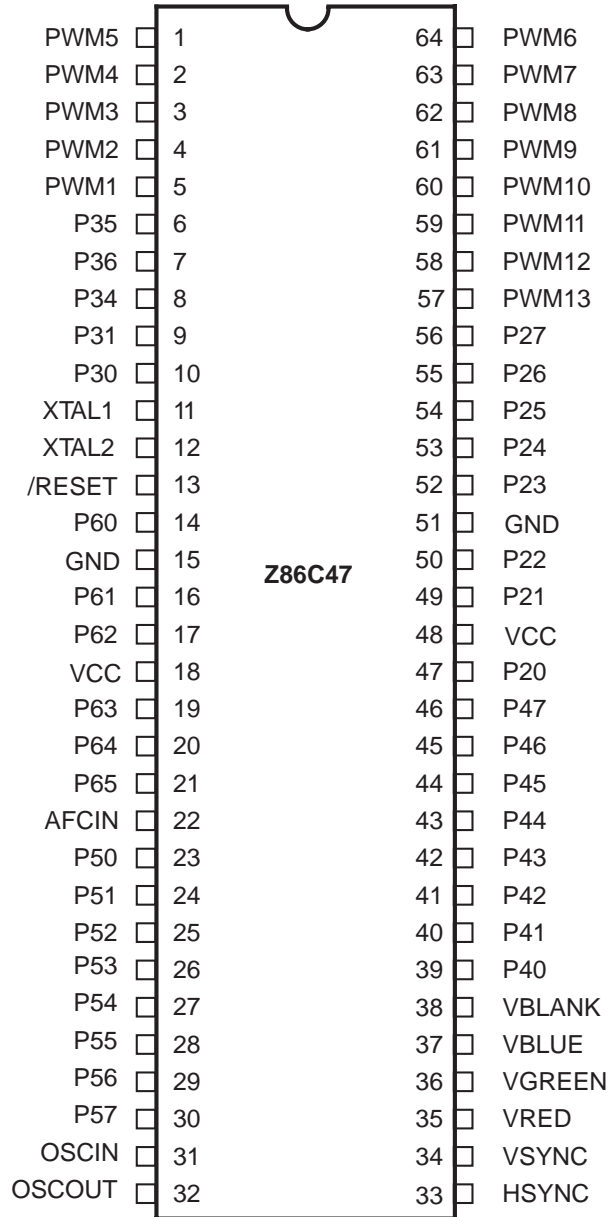 PWM5 1 64 PWM6
PWM4 2 63 PWM7
PWM3 3 62 PWM8
PWM2 4 61 PWM9
PWM1 5 60 PWM10
P35 6 59 PWM11
P36 7 58 PWM12
P34 8 57 PWM13
P31 9 56 P27
P30 10 55 P26
XTAL1 11 54 P25
XTAL2 12 53 P24
/RESET 13 52 P23
P60 14 51 GND
GND 15 50 P22
Z86C47
P61 16 49 P21
P62 17 48 VCC
VCC 18 47 P20
P63 19 46 P47
P64 20 45 P46
P65 21 44 P45
AFCIN 22 43 P44
P50 23 42 P43
P51 24 41 P42
P52 25 40 P41
P53 26 39 P40
P54 27 38 VBLANK
P55 28 37 VBLUE
P56 29 36 VGREEN
P57 30 35 VRED
OSCIN 31 34 VSYNC
OSCOUT 32 33 HSYNC